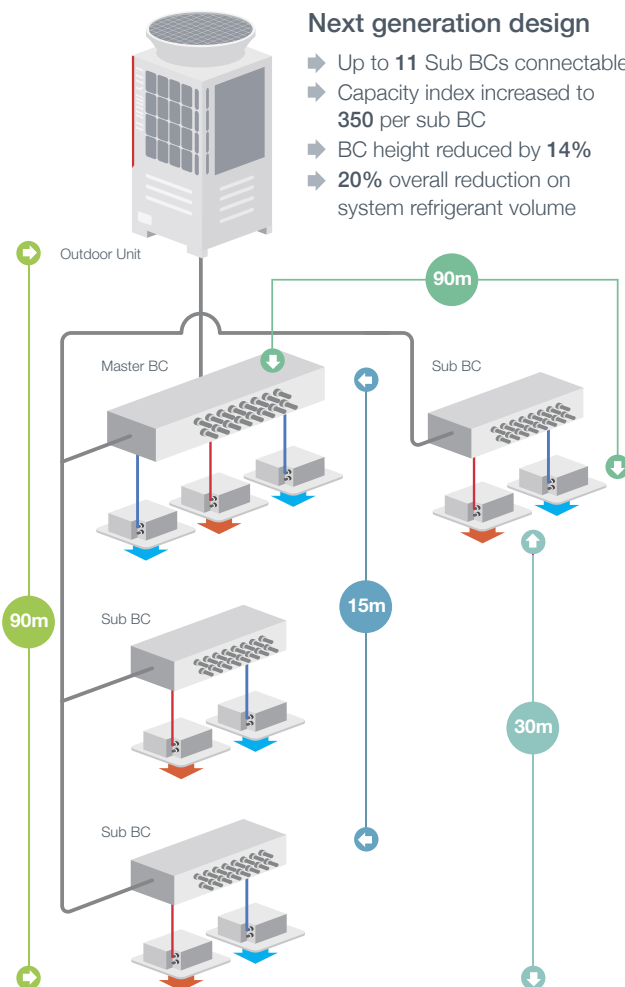 Next generation design
Up to 11 Sub BCs connectable
Capacity index increased to
350 per sub BC
BC height reduced by 14%
20% overall reduction on
system refrigerant volume
Outdoor Unit
90m
Master BC
Sub BC
90m
Sub BC
15m
30m
Sub BC